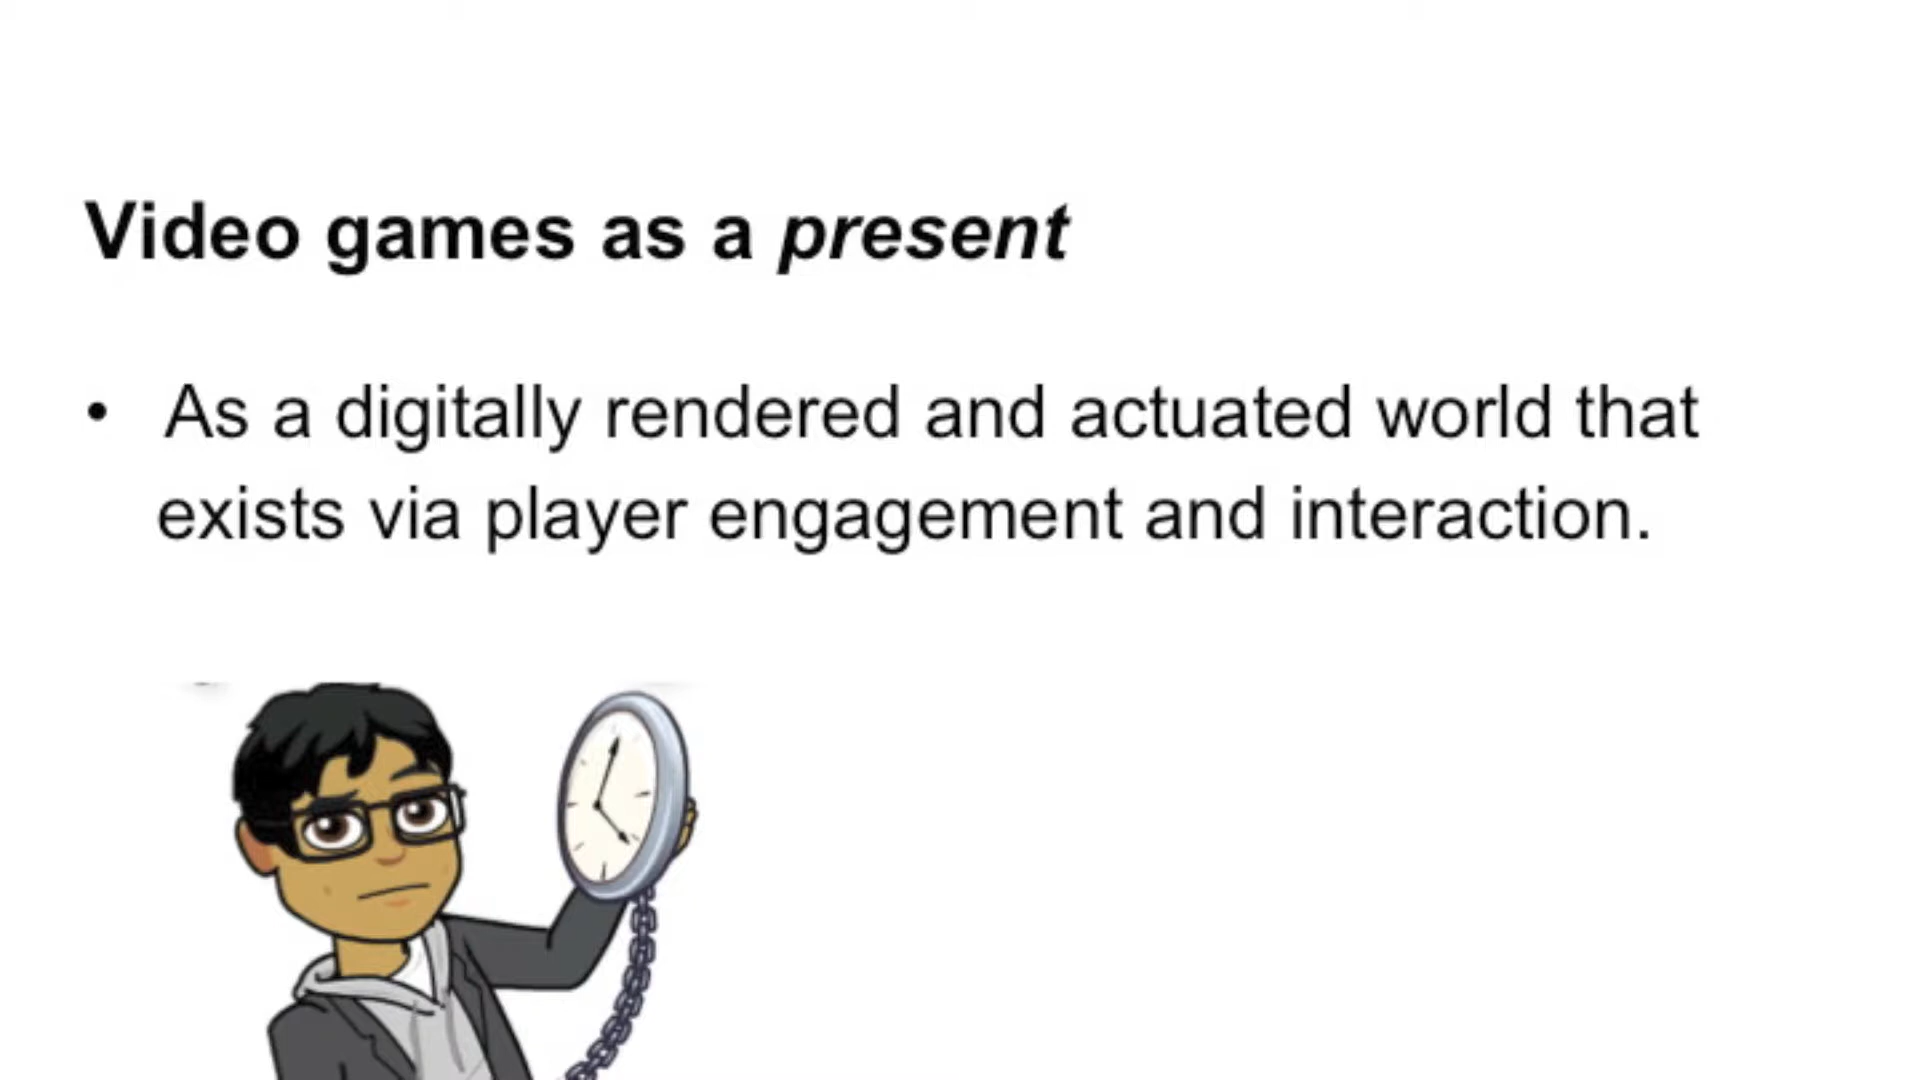 Video games as a present
• As a digitally rendered and actuated world that
exists via player engagement and interaction.